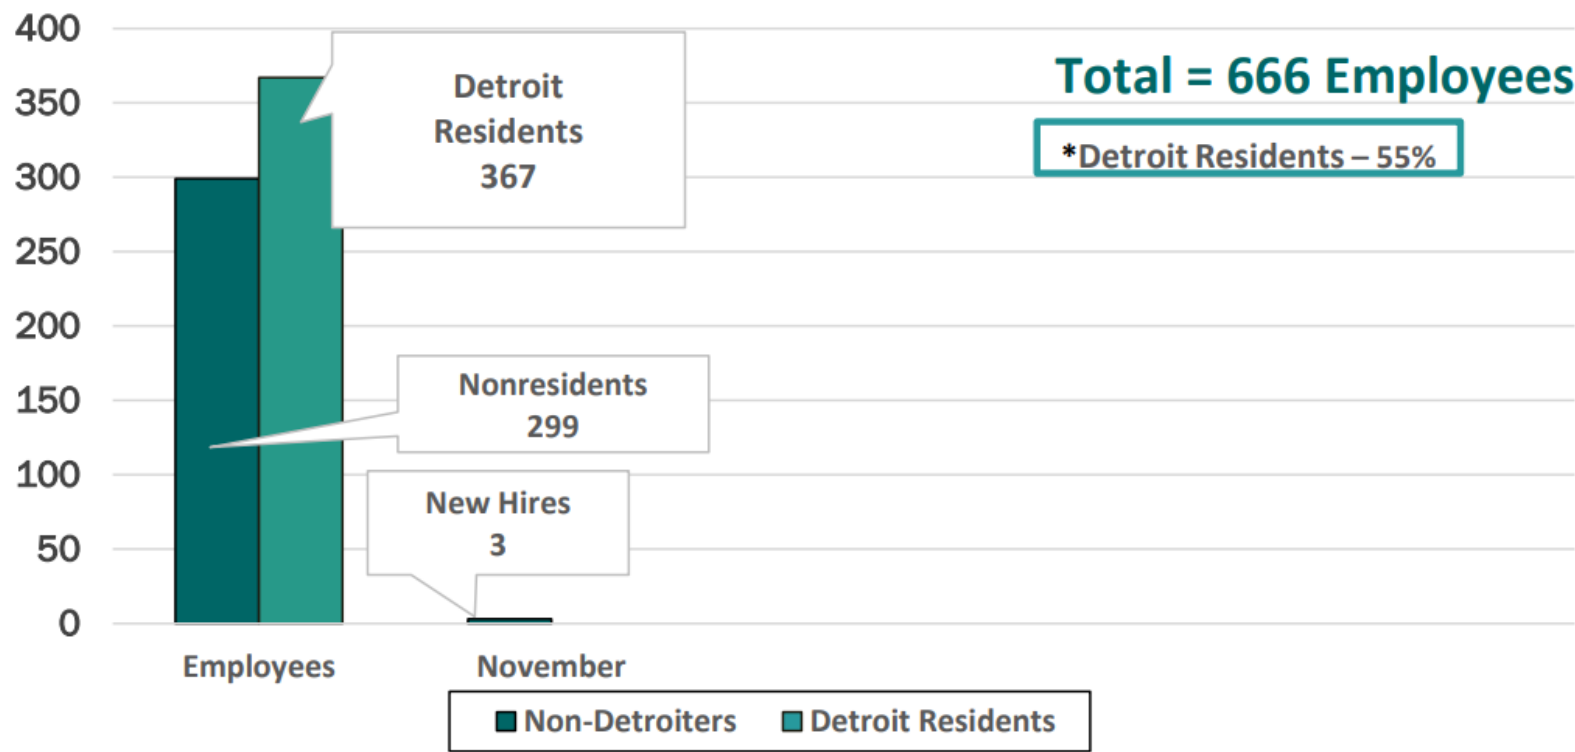 400
350
300
250
200
150
100
50
0
Detroit
Residents
367
Total = 666 Employees
*Detroit Residents – 55%
Nonresidents
299
New Hires
3
Employees
November
Non-Detroiters
Detroit Residents